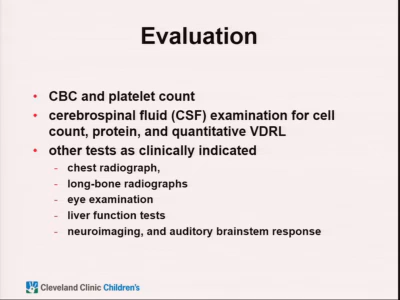 Evaluation
• CBC and platelet count
• cerebrospinal fluid (CSF) examination for cell
count, protein, and quantitative VDRL
• other tests as clinically indicated
- chest radiograph,
- long-bone radiographs
- eye examination
- liver function tests
- neuroimaging, and auditory brainstem response
Cleveland Clinic Children's